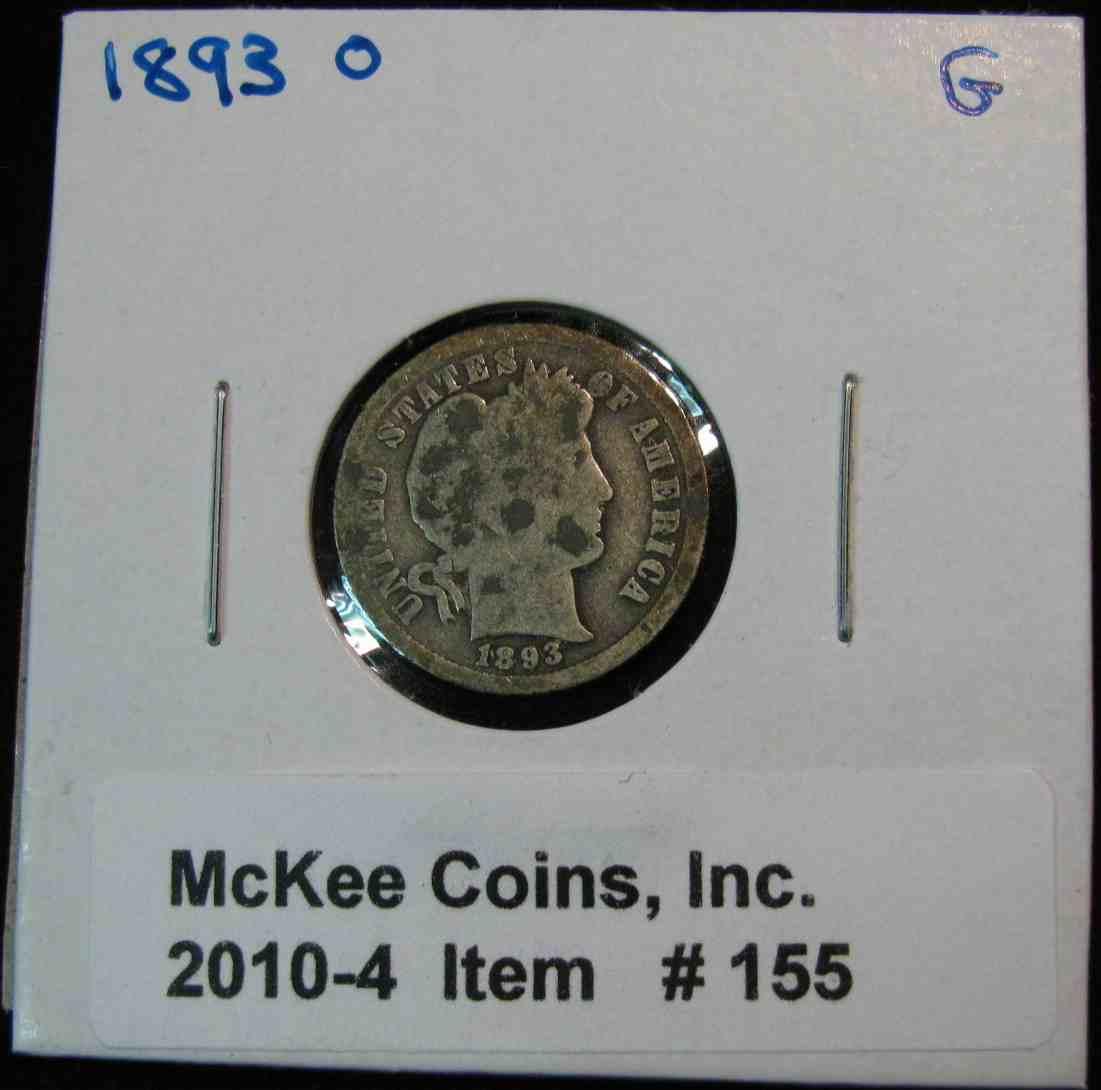 1893 O
G
UNITED STATES OF AMERICA
1893
McKee Coins, Inc.
2010-4 Item # 155